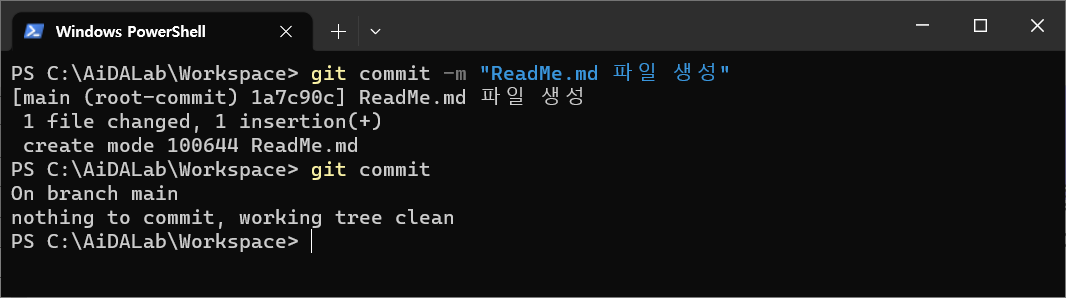 Windows PowerShell
PS C:\AiDALab\Workspace> git commit -m "ReadMe.md 파일 생성"
[main (root-commit) 1a7c90c] ReadMe.md 파일 생성
 1 file changed, 1 insertion(+)
 create mode 100644 ReadMe.md
PS C:\AiDALab\Workspace> git commit
On branch main
nothing to commit, working tree clean
PS C:\AiDALab\Workspace>